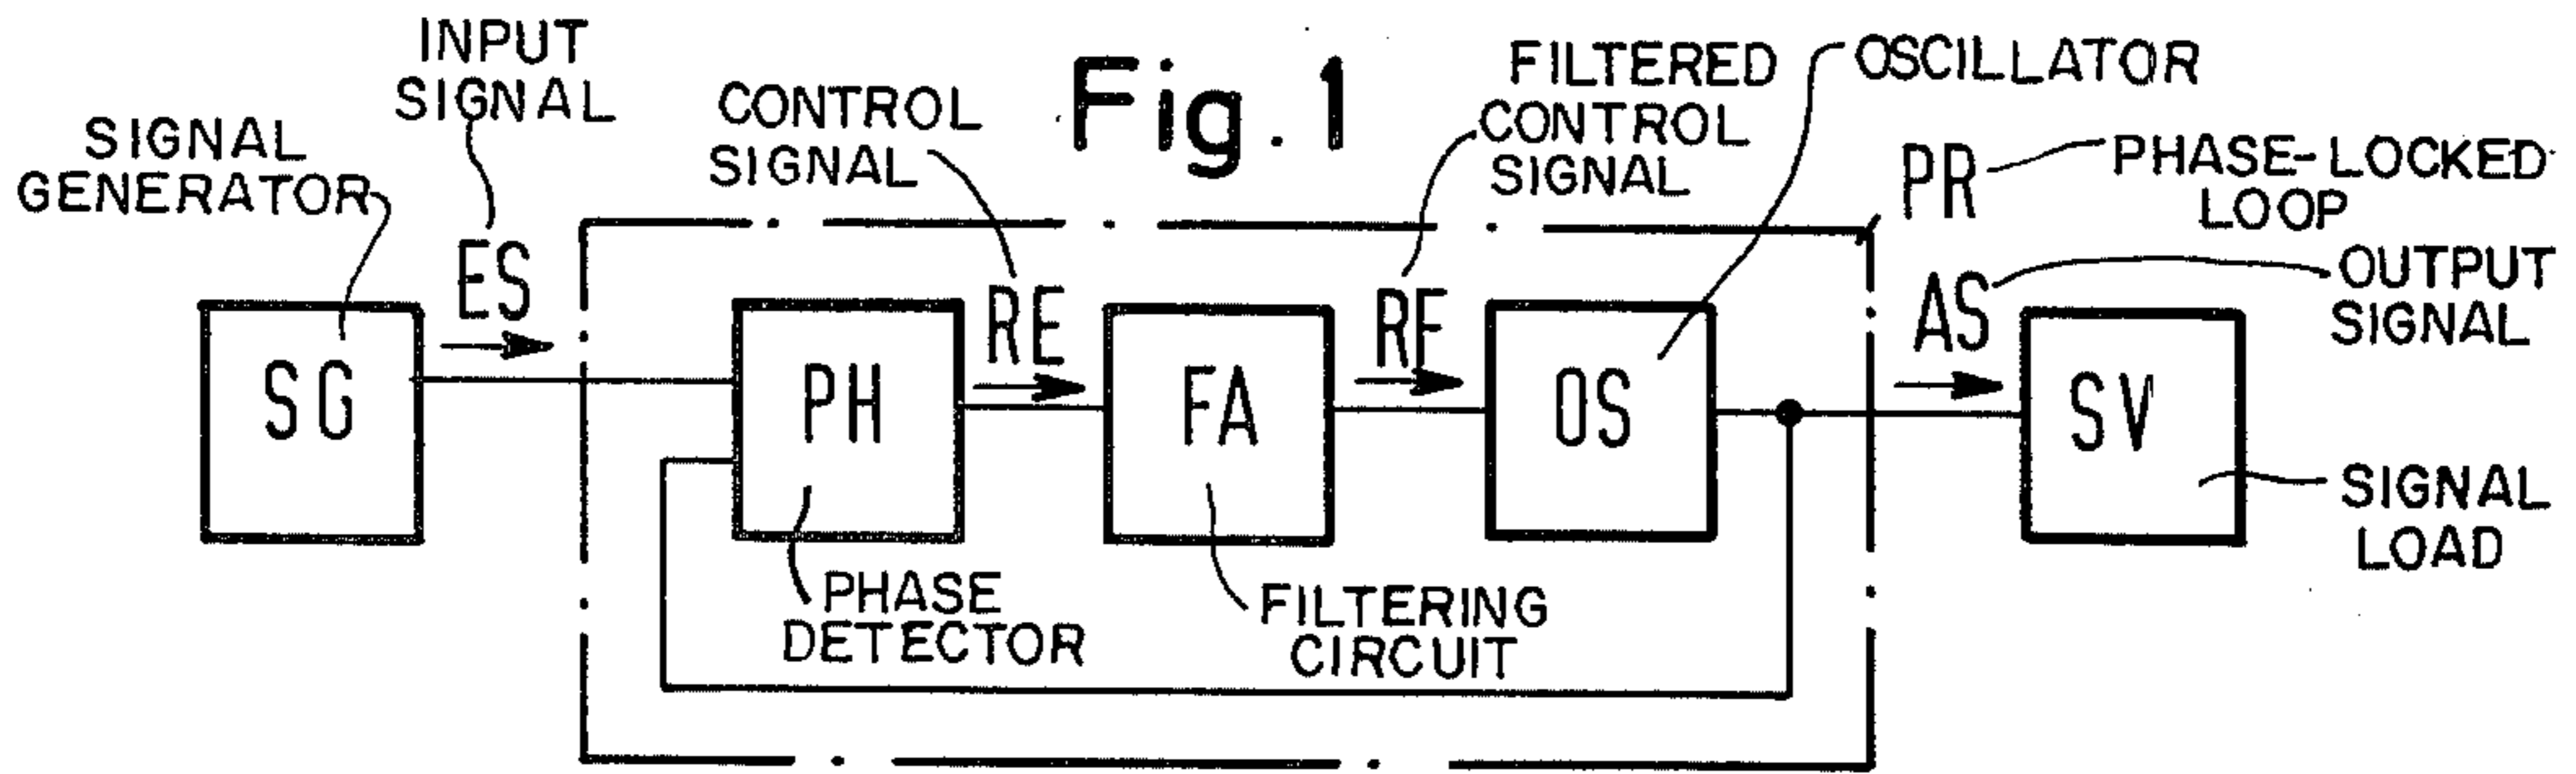 INPUT
SIGNAL
SIGNAL
GENERATOR
ES
SG
CONTROL
SIGNAL
Fig. 1
FILTERED
CONTROL
SIGNAL
OSCILLATOR
PR
PHASE-LOCKED
LOOP
RE
RF
AS
OUTPUT
SIGNAL
PH
FA
OS
SV
PHASE
DETECTOR
FILTERING
CIRCUIT
SIGNAL
LOAD